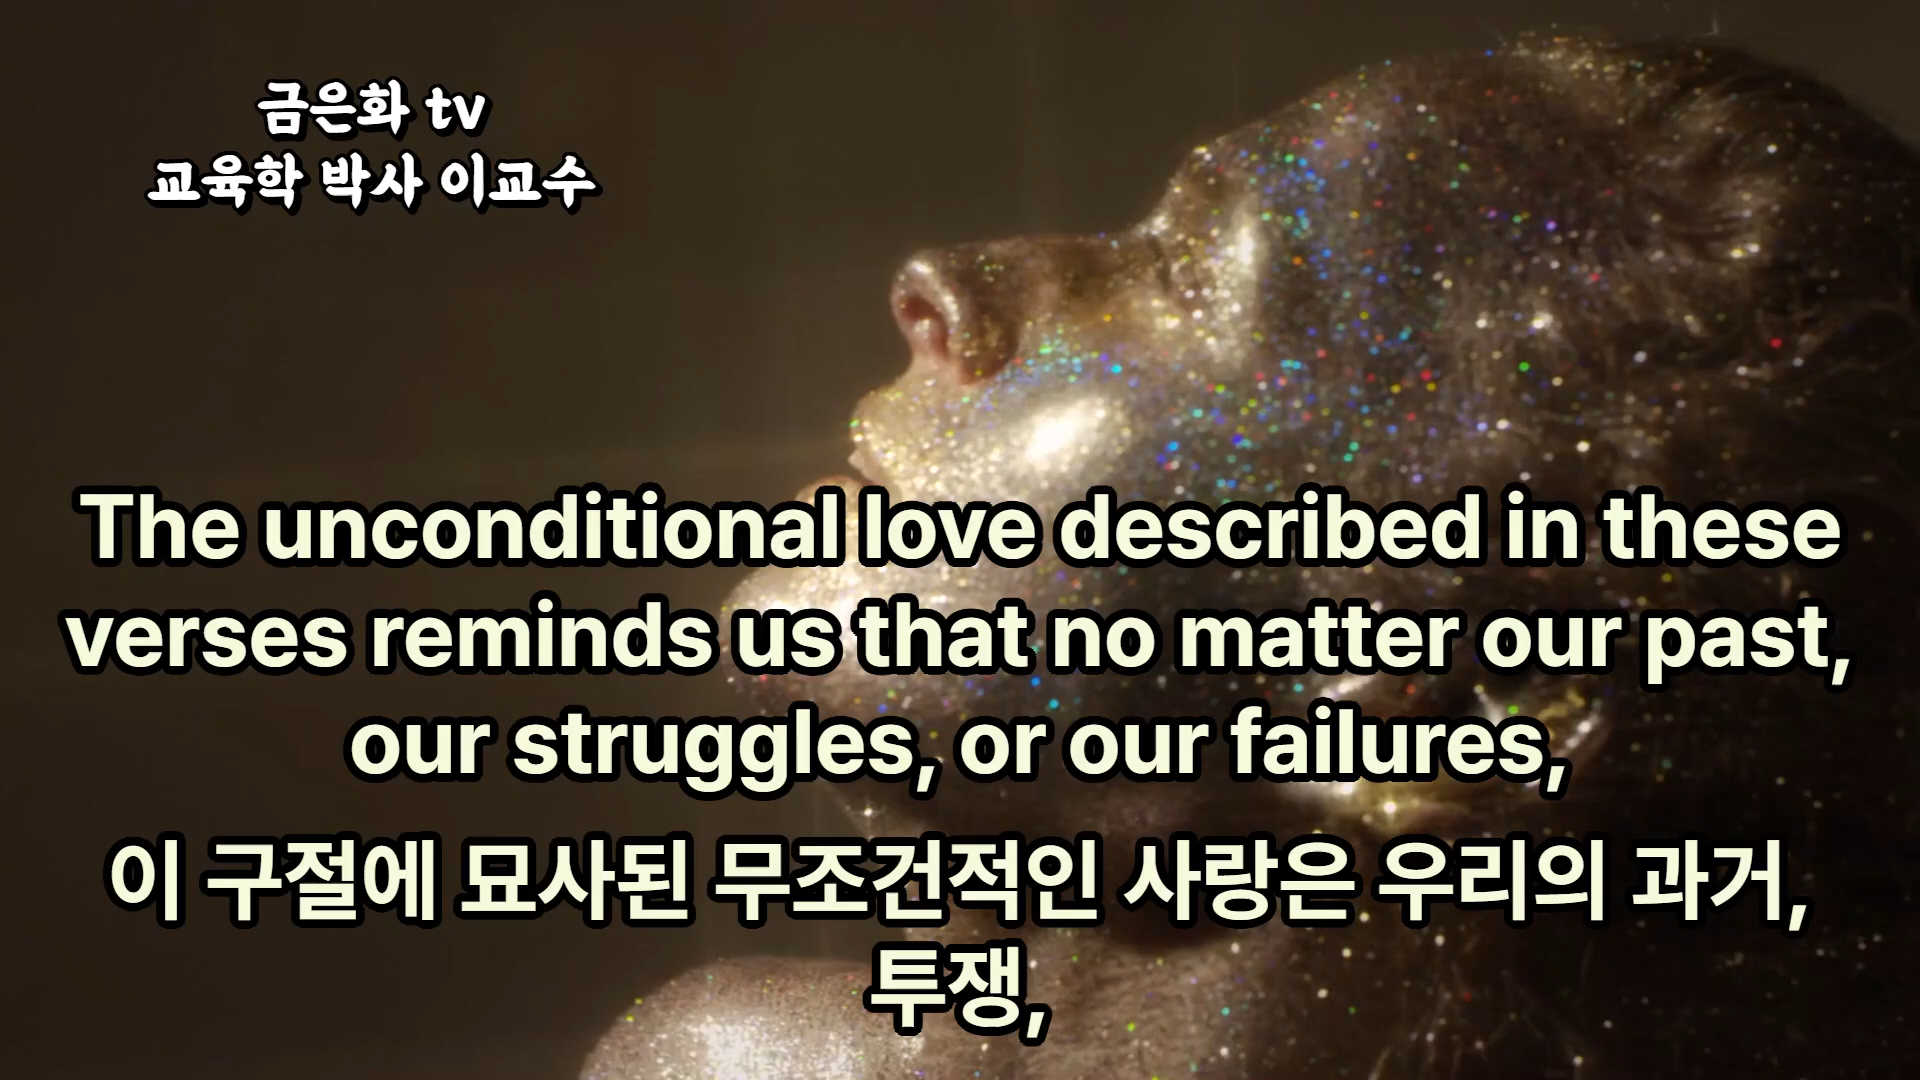 금은화 tv
교육학 박사 이교수
The unconditional love described in these
verses reminds us that no matter our past,
our struggles, or our failures,
이 구절에 묘사된 무조건적인 사랑은 우리의 과거,
투쟁,